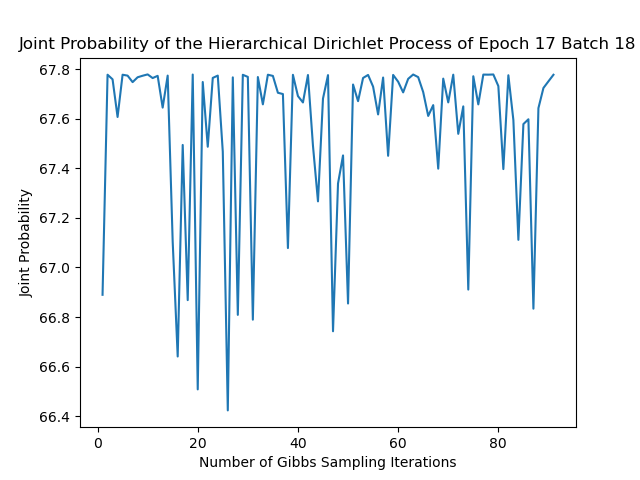 Joint Probability of the Hierarchical Dirichlet Process of Epoch 17 Batch 18
67.8
67.6
67.4
67.2
67.0
66.8
66.6
66.4
Joint Probability
0 20 40 60 80
Number of Gibbs Sampling Iterations